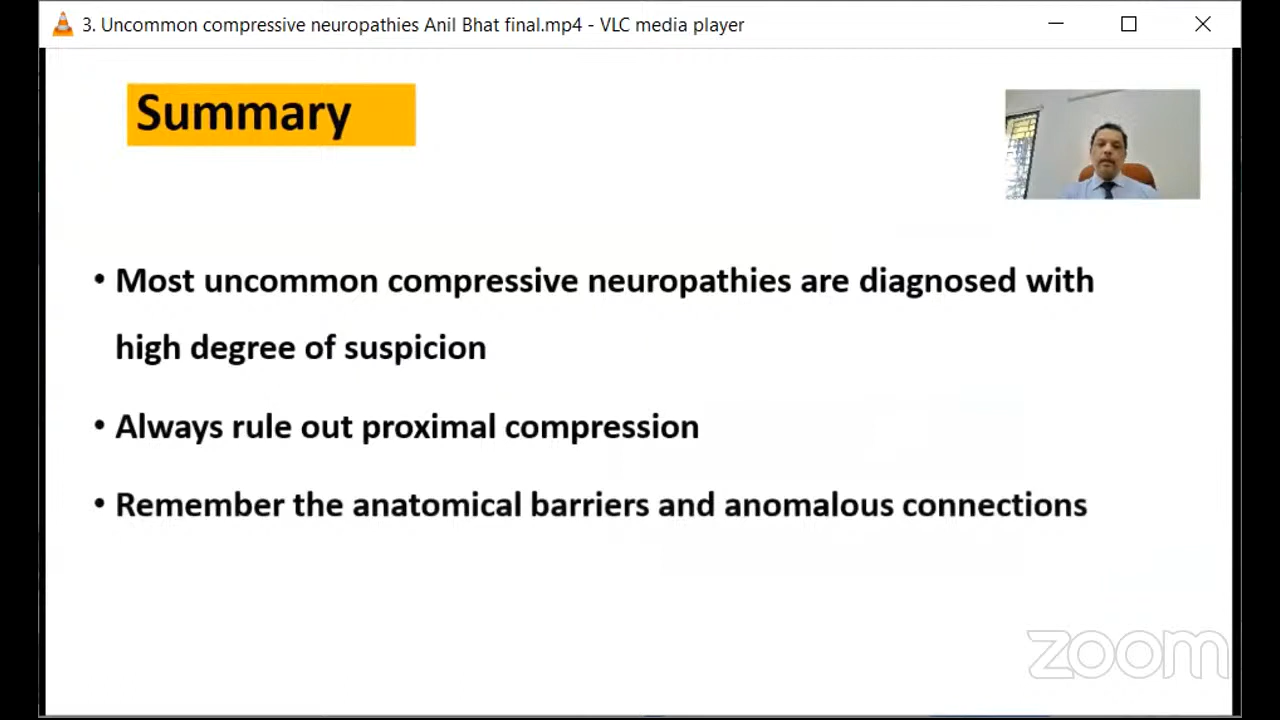 3. Uncommon compressive neuropathies Anil Bhat final.mp4 - VLC media player
Summary
• Most uncommon compressive neuropathies are diagnosed with
high degree of suspicion
• Always rule out proximal compression
• Remember the anatomical barriers and anomalous connections
zoom